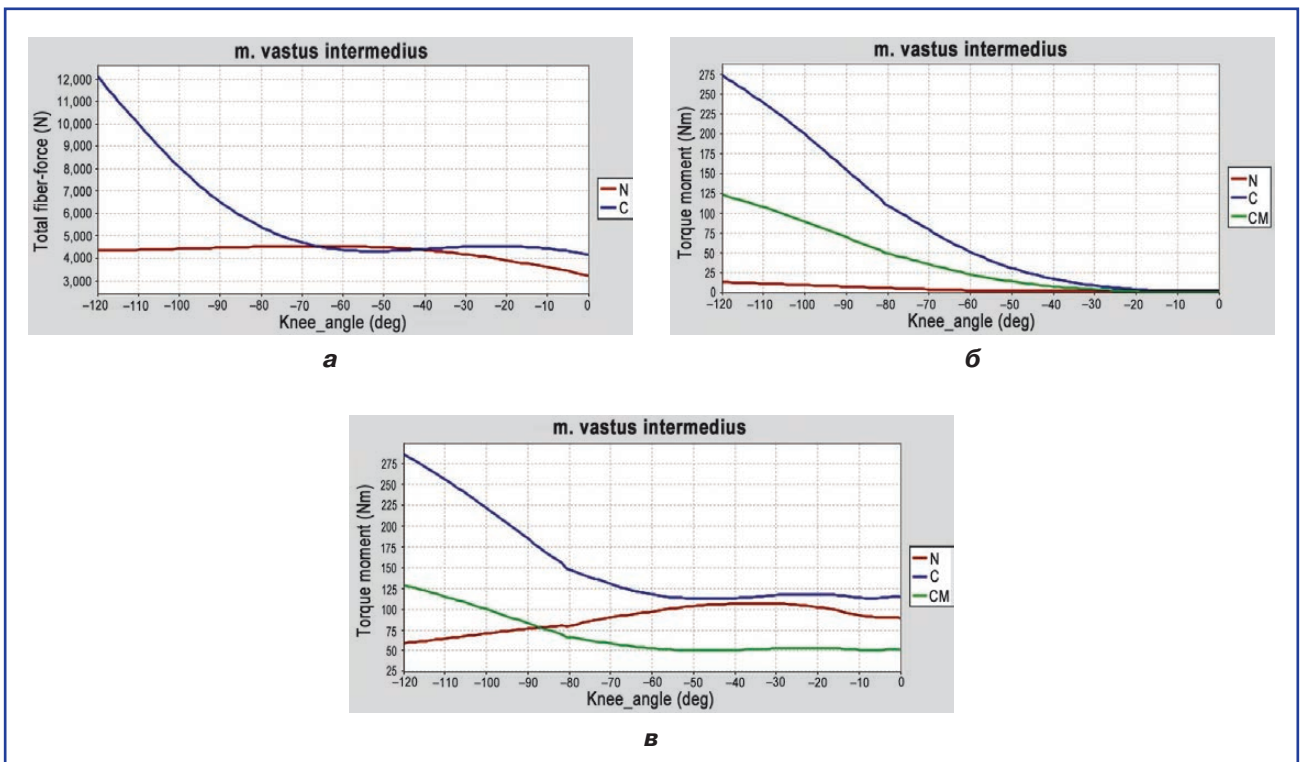 m. vastus intermedius
Total fiber-force (N)
12,000
11,000
10,000
9,000
8,000
7,000
6,000
5,000
4,000
3,000
−120 −110 −100 −90 −80 −70 −60 −50 −40 −30 −20 −10 0
Knee_angle (deg)
N
C
а
m. vastus intermedius
Torque moment (Nm)
275
250
225
200
175
150
125
100
75
50
25
0
−120 −110 −100 −90 −80 −70 −60 −50 −40 −30 −20 −10 0
Knee_angle (deg)
N
C
CM
б
m. vastus intermedius
Torque moment (Nm)
275
250
225
225
175
150
125
100
75
50
25
−120 −110 −100 −90 −80 −70 −60 −50 −40 −30 −20 −10 0
Knee_angle (deg)
N
C
CM
в